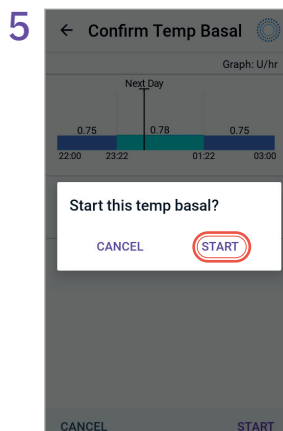 5
← Confirm Temp Basal
Graph: U/hr
Next Day
0.75 0.78 0.75
22:00 23:22 01:22 03:00
Start this temp basal?
CANCEL START
CANCEL START